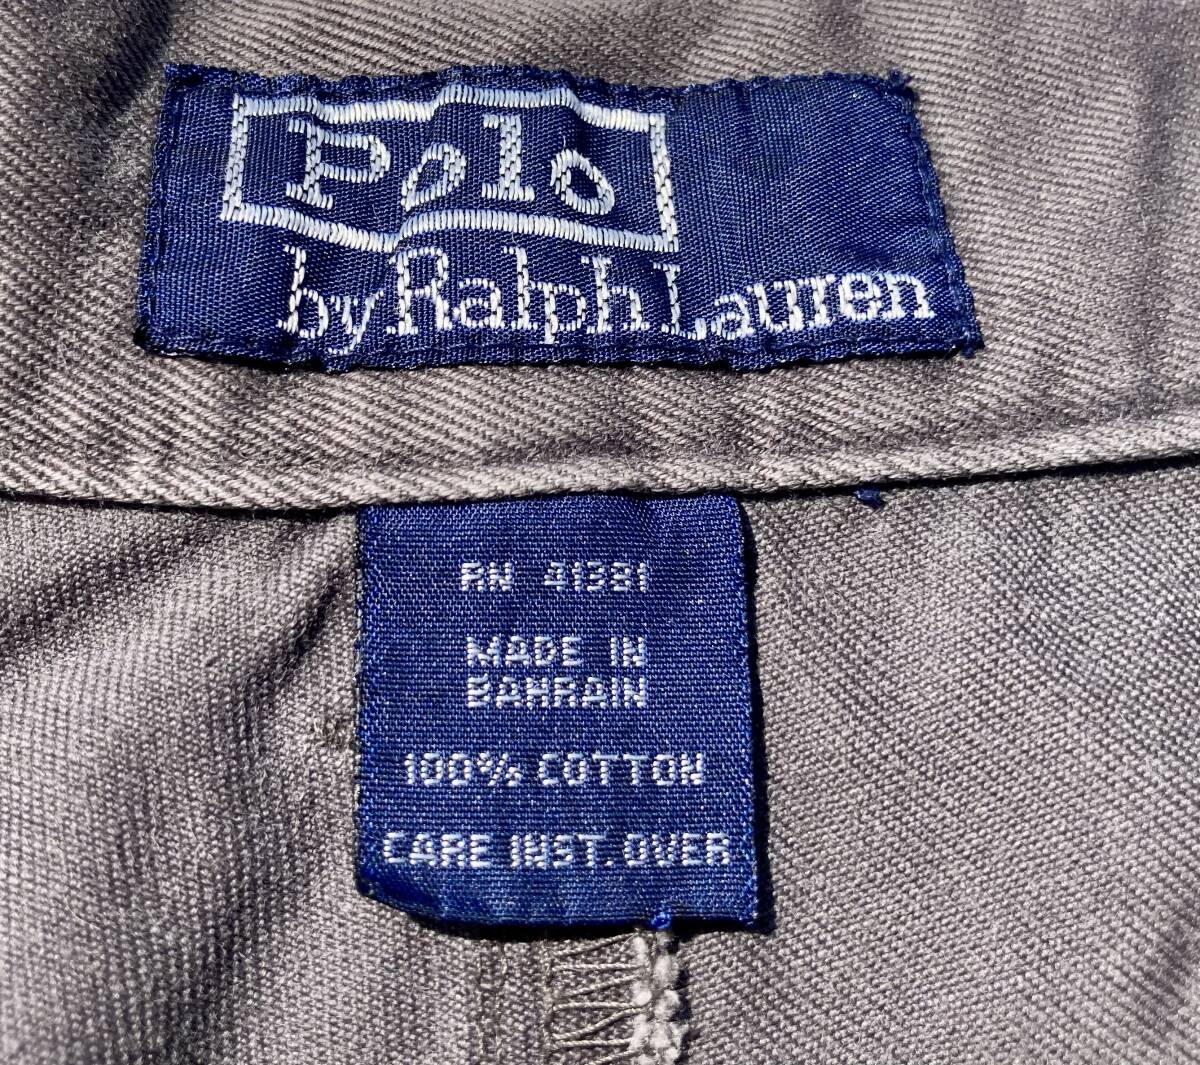 Polo
by Ralph Lauren
RN 41381
MADE IN
BAHRAIN
100% COTTON
CARE INST. OVER